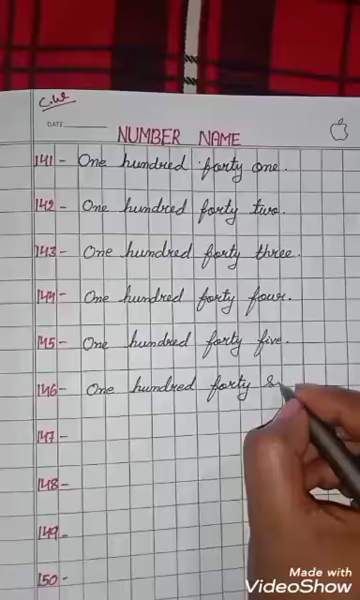 C.W
DATE
NUMBER NAME
141 - One hundred forty one.
142 - One hundred forty two.
143 - One hundred forty three.
144 - One hundred forty four.
145 - One hundred forty five.
146 - One hundred forty s
147 -
148 -
149 -
150 -
Made with
VideoShow